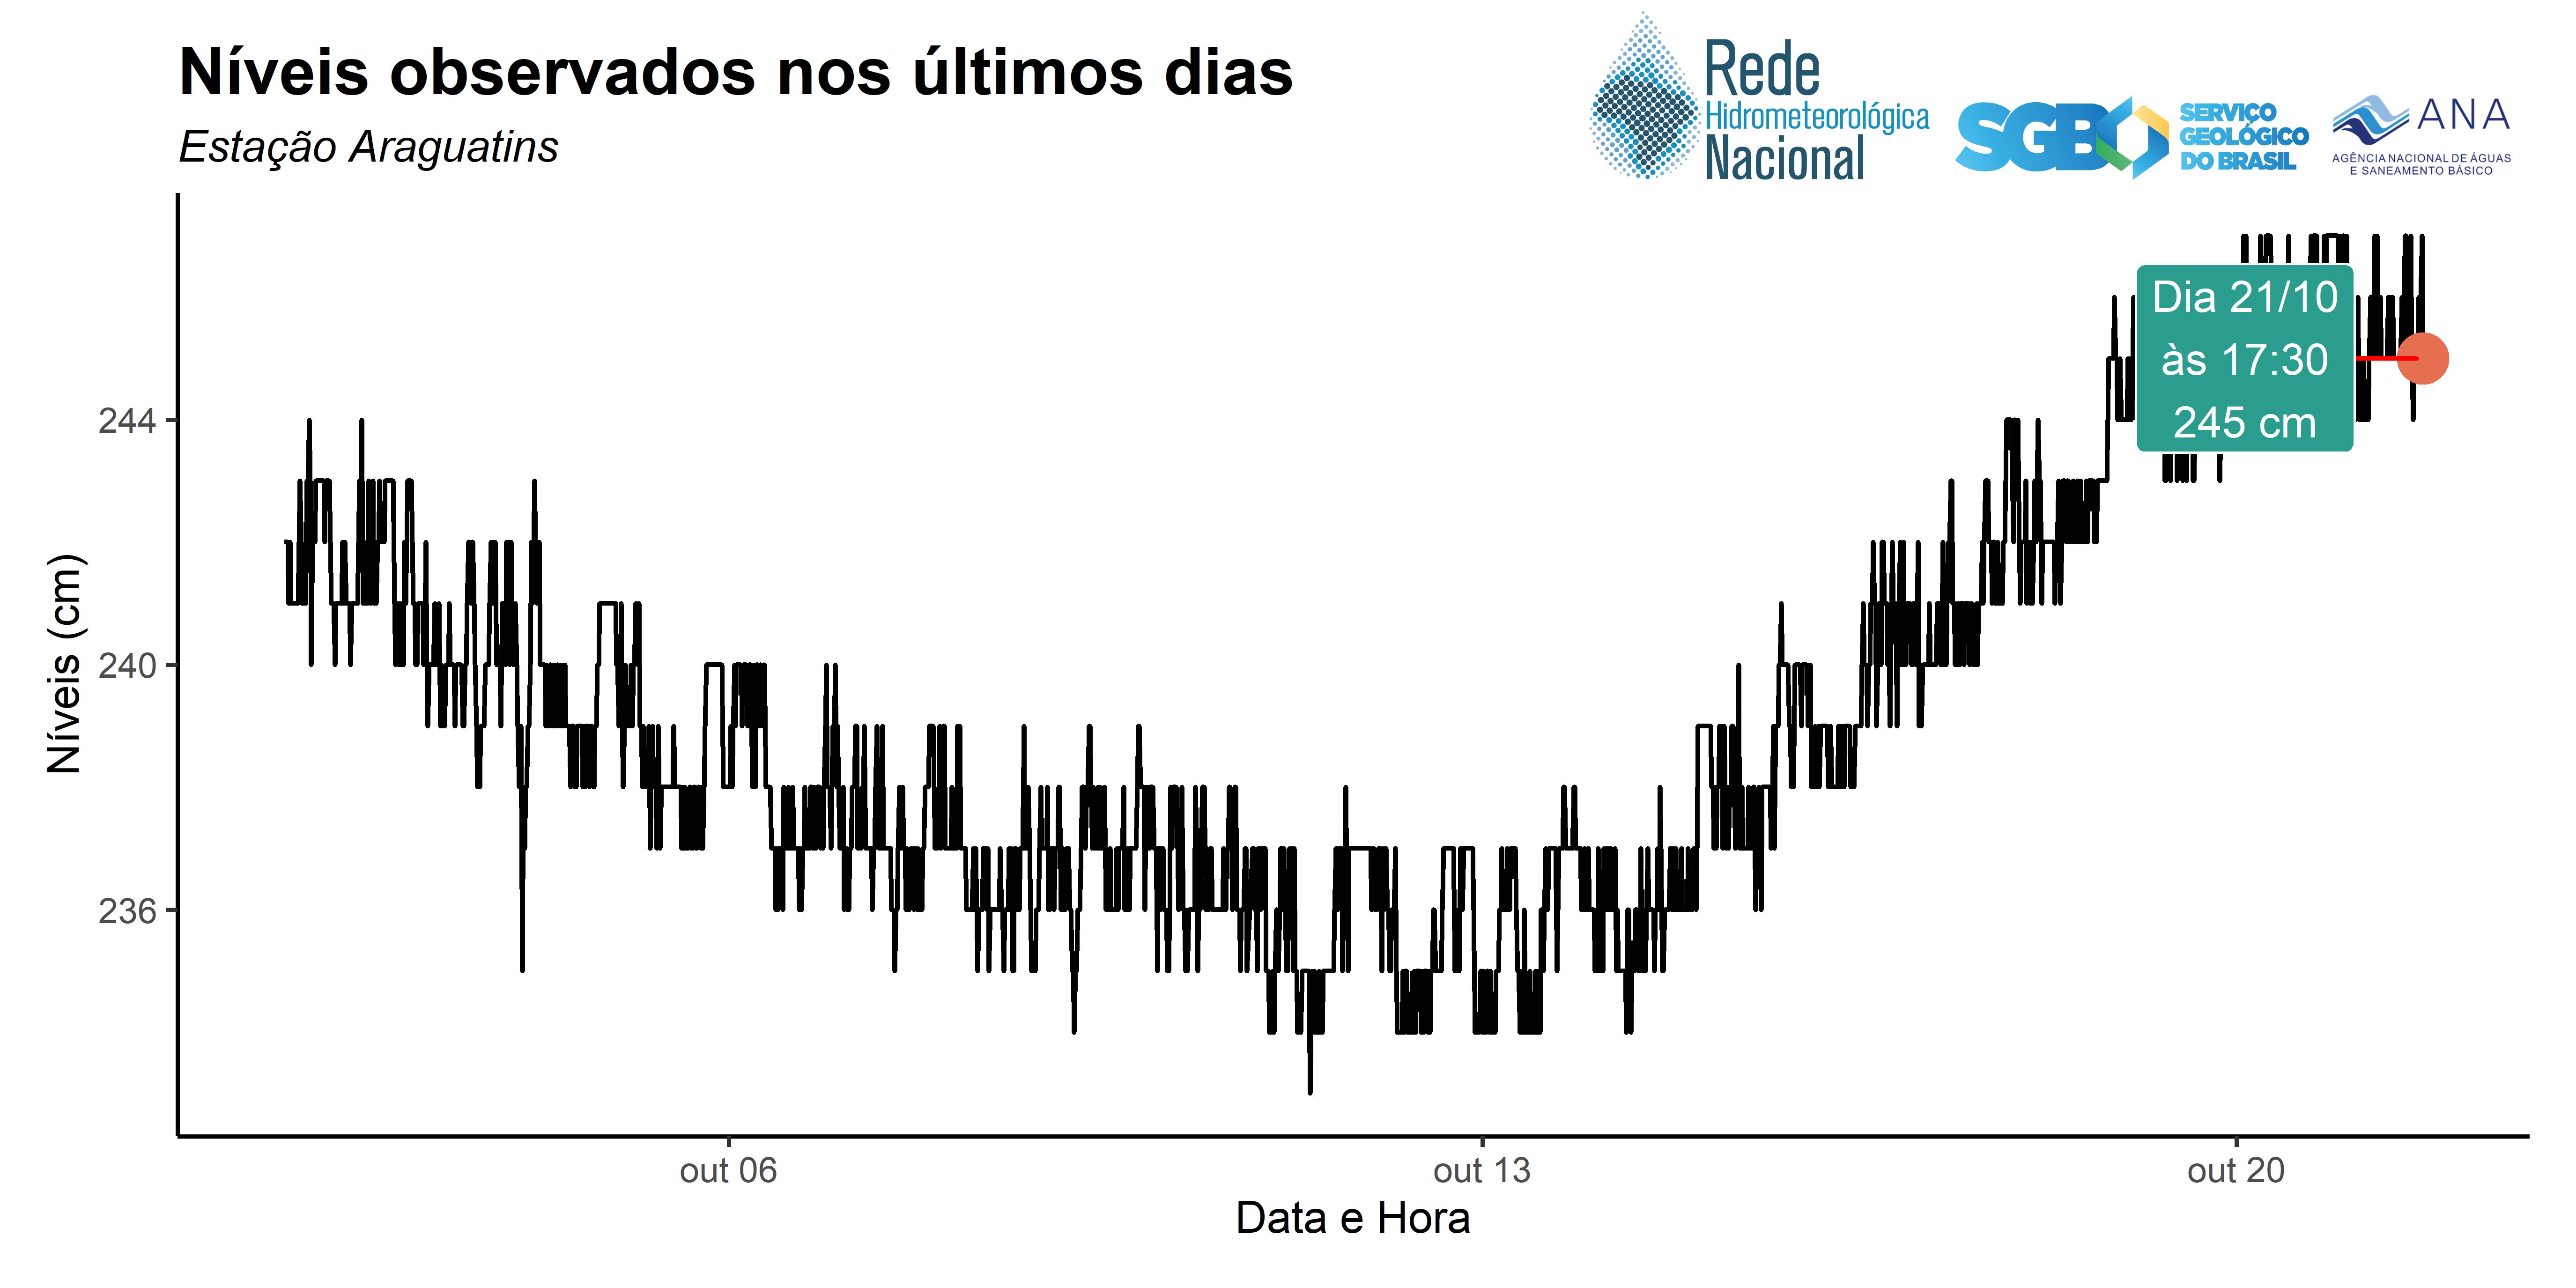 Níveis observados nos últimos dias
Estação Araguatins
Rede
Hidrometeorológica
Nacional
SGB
SERVIÇO
GEOLÓGICO
DO BRASIL
ANA
AGÊNCIA NACIONAL DE ÁGUAS
E SANEAMENTO BÁSICO
Dia 21/10
às 17:30
245 cm
244
240
236
Níveis (cm)
out 06
out 13
out 20
Data e Hora